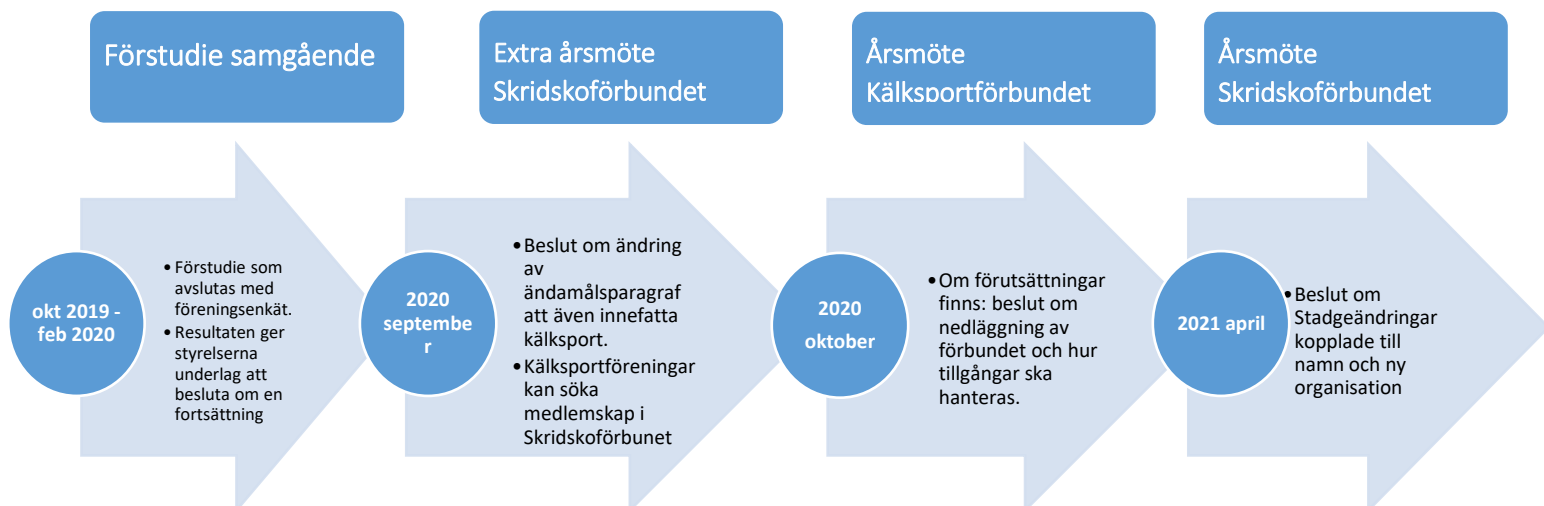 Förstudie samgående
okt 2019 -
feb 2020
• Förstudie som
avslutas med
föreningsenkät.
• Resultaten ger
styrelserna
underlag att
besluta om en
fortsättning
Extra årsmöte
Skridskoförbundet
2020
septembe
r
• Beslut om ändring
av
ändamålsparagraf
att även innefatta
kälksport.
• Kälksportföreningar
kan söka
medlemskap i
Skridskoförbunet
Årsmöte
Kälksportförbundet
2020
oktober
• Om förutsättningar
finns: beslut om
nedläggning av
förbundet och hur
tillgångar ska
hanteras.
Årsmöte
Skridskoförbundet
2021 april
• Beslut om
Stadgeändringar
kopplade till
namn och ny
organisation